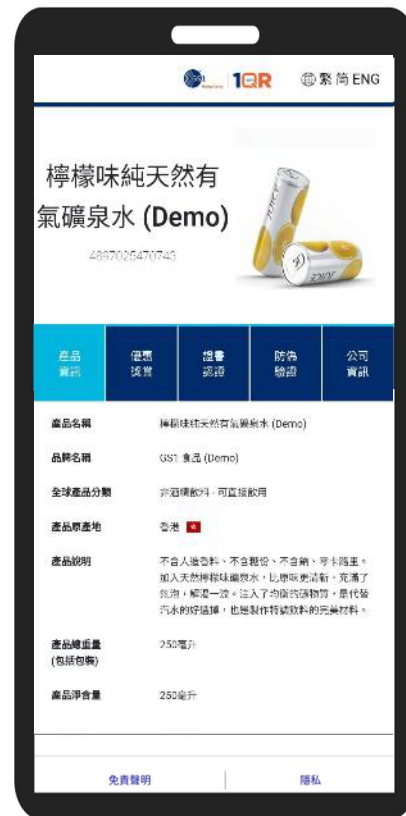 GS1
1QR
繁 简 ENG
檸檬味純天然有
氣礦泉水 (Demo)
4897025470743
JUICE
產品
資訊
優惠
獎賞
證書
認證
防偽
驗證
公司
資訊
產品名稱
檸檬味純天然有氣礦泉水 (Demo)
品牌名稱
GS1 食品 (Demo)
全球產品分類
非酒精飲料 - 可直接飲用
產品原產地
香港
產品說明
不含人造香料、不含糖份、不含鈉、零卡路里。
加入天然檸檬味礦泉水，比原味更清新。充滿了
氣泡，解渴一流。注入了均衡的礦物質，是代替
汽水的好選擇，也是製作特調飲料的完美材料。
產品總重量
(包括包裝)
250毫升
產品淨含量
250毫升
免責聲明
隱私